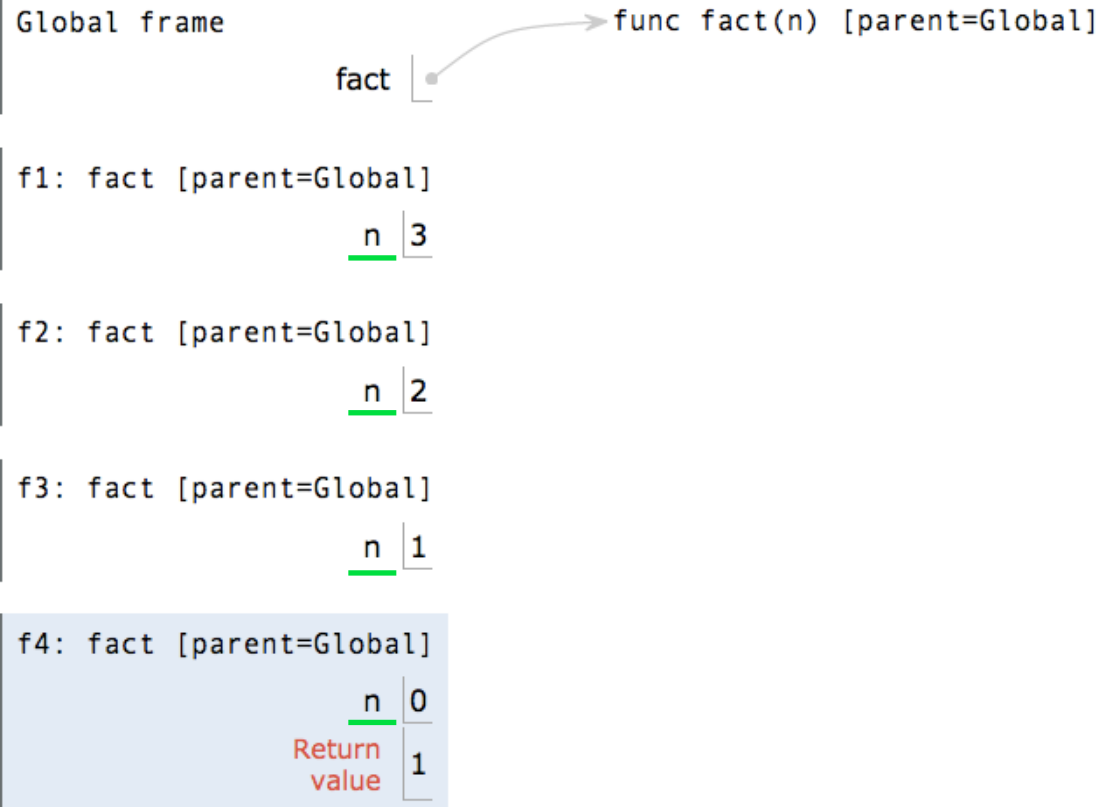 Global frame
func fact(n) [parent=Global]
fact
f1: fact [parent=Global]
n 3
f2: fact [parent=Global]
n 2
f3: fact [parent=Global]
n 1
f4: fact [parent=Global]
n 0
Return
value 1